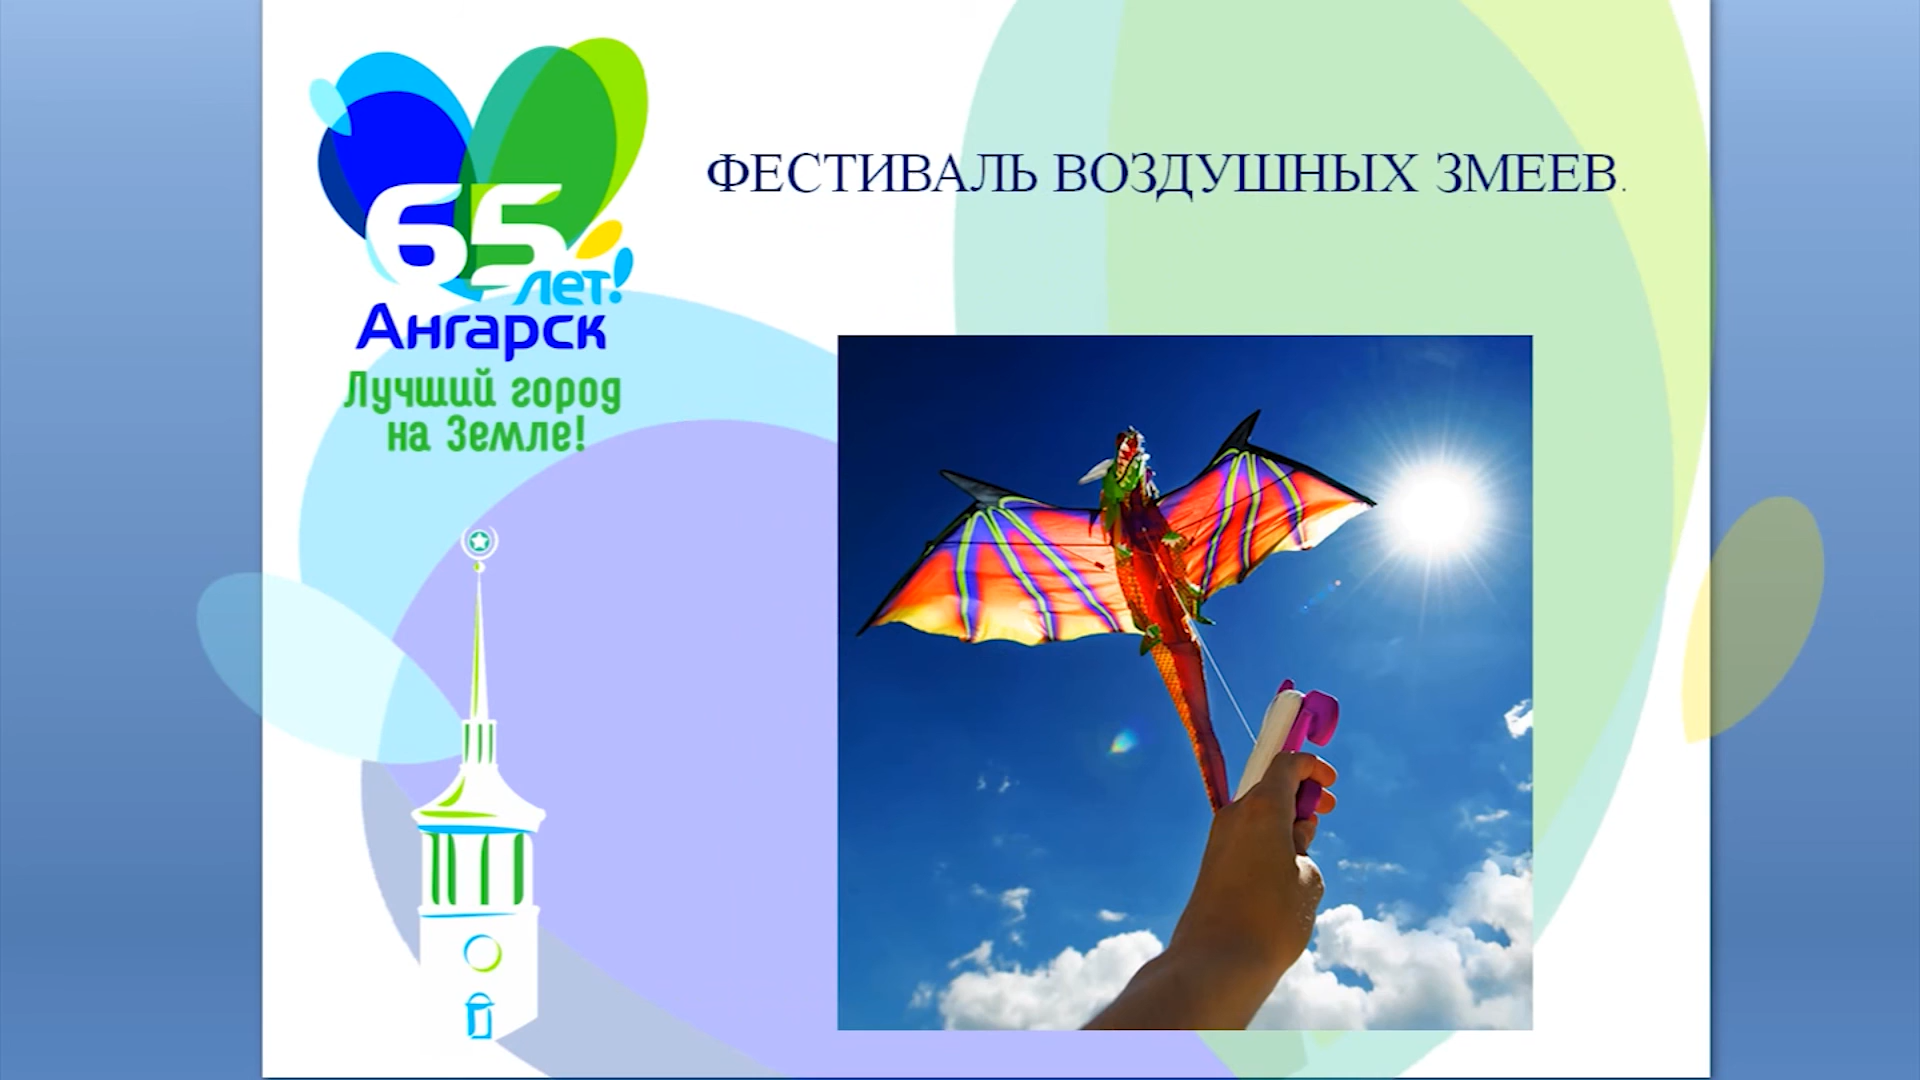 65
лет!
Ангарск
Лучший город
на Земле!
ФЕСТИВАЛЬ ВОЗДУШНЫХ ЗМЕЕВ.